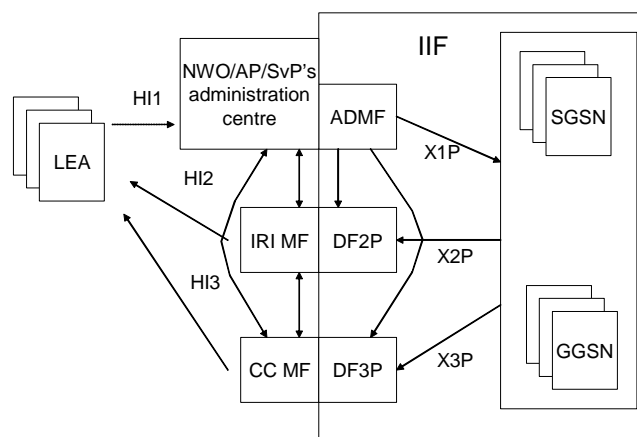 IIF
NWO/AP/SvP's
administration
centre
HI1
ADMF
SGSN
LEA
X1P
HI2
IRI MF
DF2P
X2P
HI3
CC MF
DF3P
X3P
GGSN